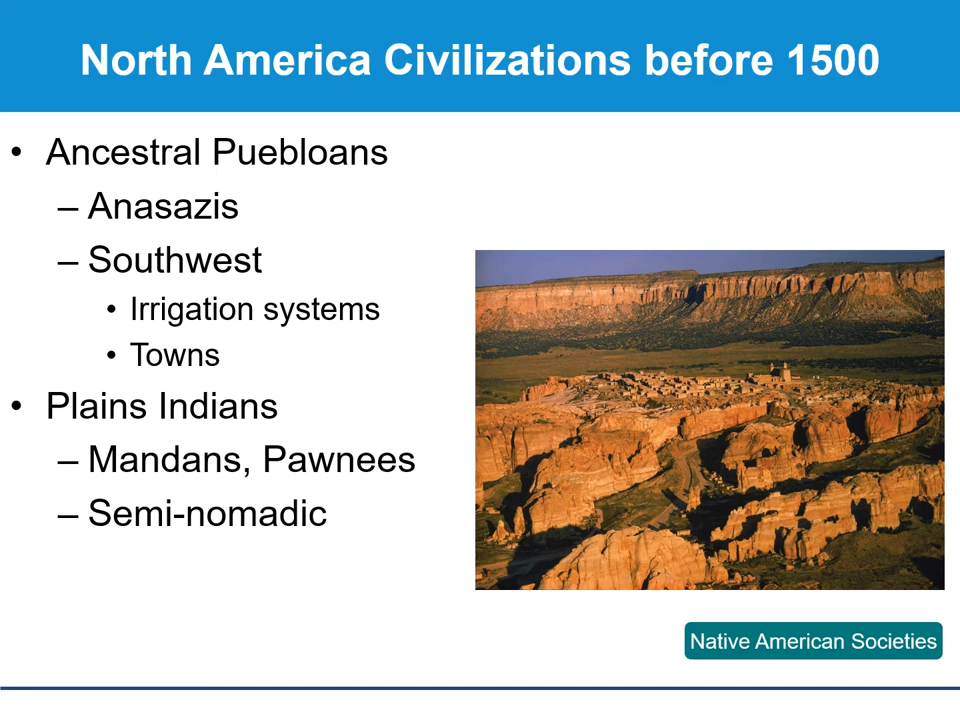 North America Civilizations before 1500
• Ancestral Puebloans
– Anasazis
– Southwest
• Irrigation systems
• Towns
• Plains Indians
– Mandans, Pawnees
– Semi-nomadic
Native American Societies